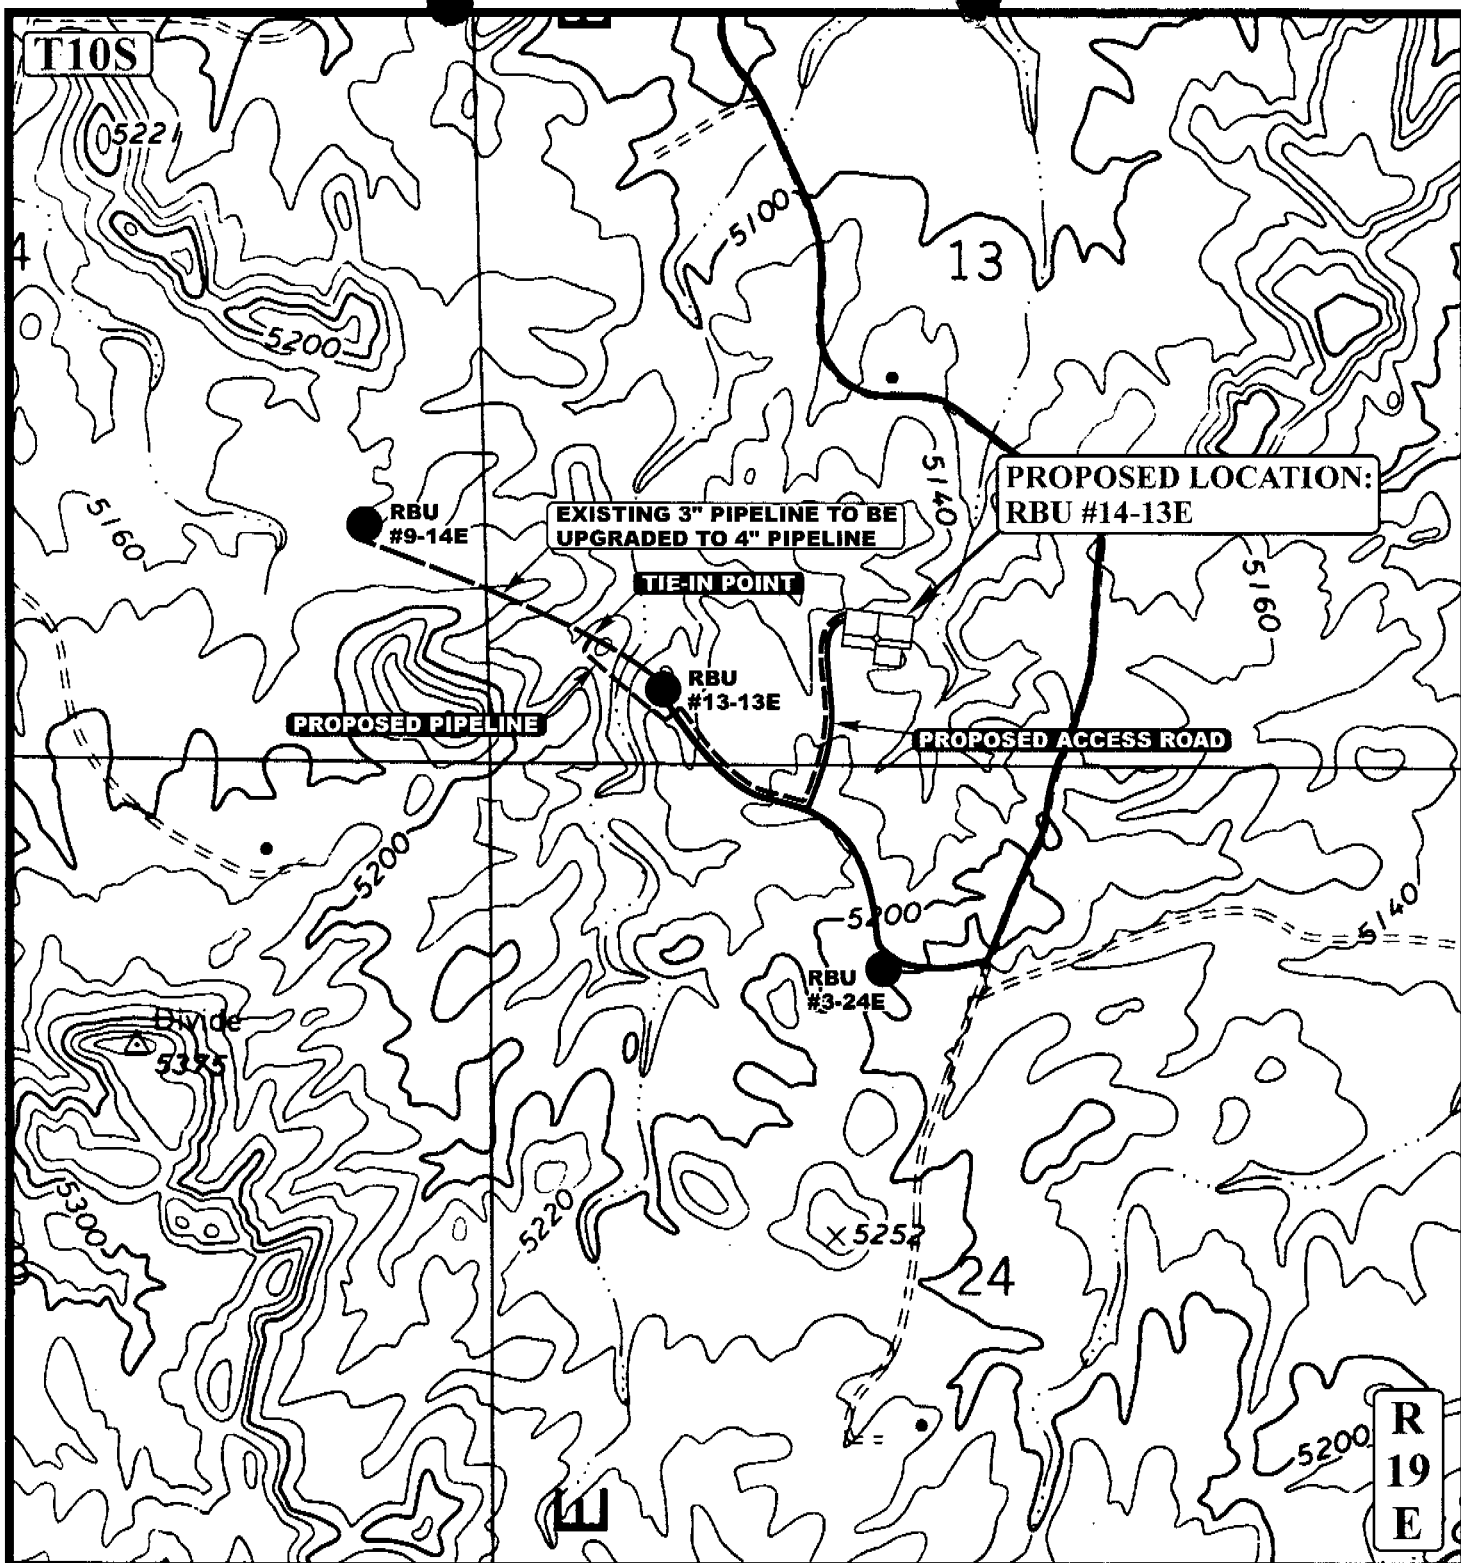 T10S
5221
5100
13
4
5200
5140
PROPOSED LOCATION:
RBU #14-13E
5160
RBU
#9-14E
EXISTING 3" PIPELINE TO BE
UPGRADED TO 4" PIPELINE
TIE-IN POINT
5160
RBU
#13-13E
PROPOSED PIPELINE
PROPOSED ACCESS ROAD
5200
5200
5140
RBU
#3-24E
Divide
5375
5300
5220
5252
24
5200
R
19
E